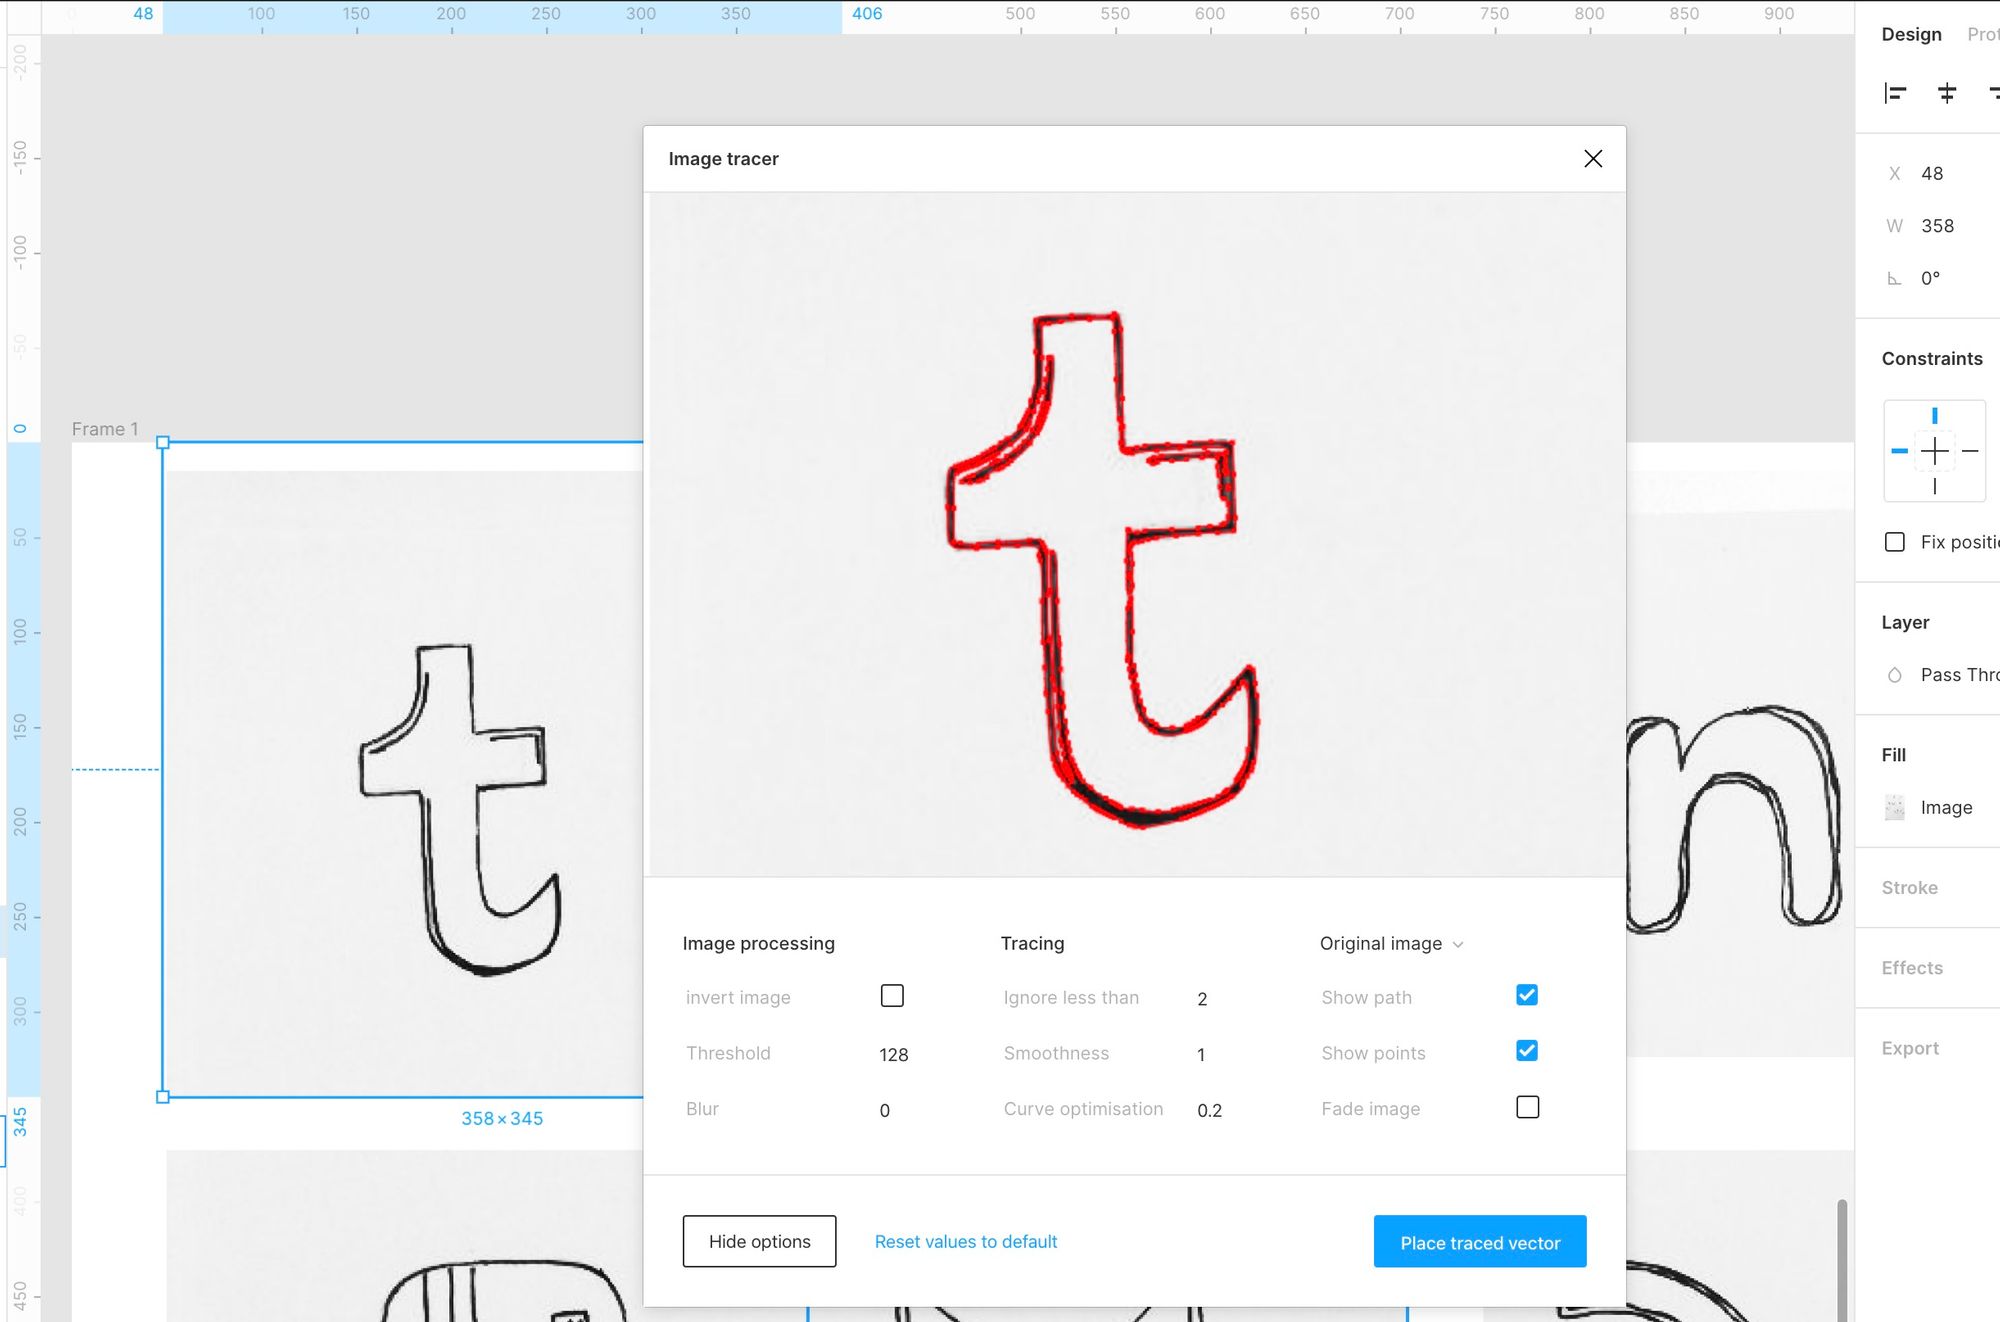 0 48 100 150 200 250 300 350 406 500 550 600 650 700 750 800 850 900
Design
-200
-150
-100
-50
0
50
100
150
200
250
300
345
400
450
X 48
W 358
0°
Constraints
Fix
Layer
Pass
Fill
Image
Stroke
Effects
Export
Frame 1
t
n
358×345
Image tracer
t
Image processing
invert image
Threshold 128
Blur 0
Tracing
Ignore less than 2
Smoothness 1
Curve optimisation 0.2
Original image
Show path
Show points
Fade image
Hide options
Reset values to default
Place traced vector